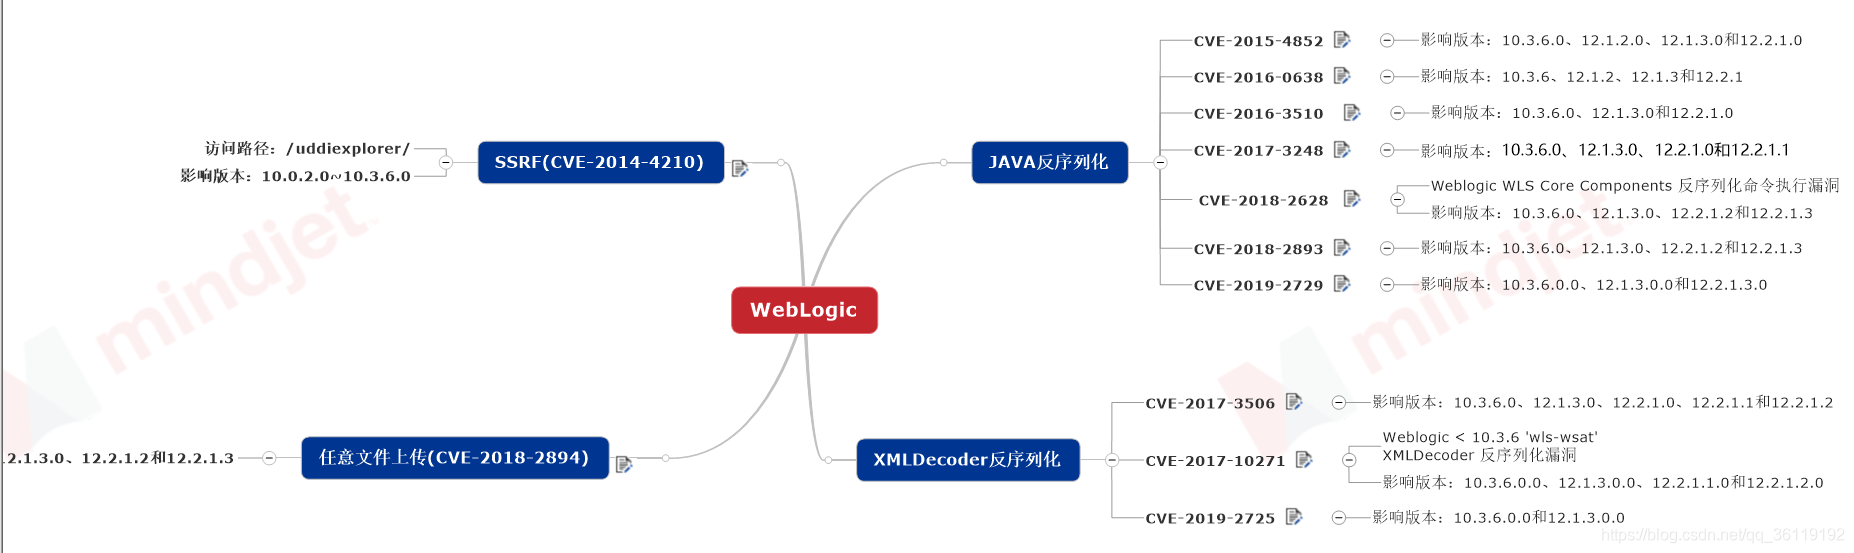 WebLogic
SSRF(CVE-2014-4210)
访问路径：/uddiexplorer/
影响版本：10.0.2.0~10.3.6.0
任意文件上传(CVE-2018-2894)
2.1.3.0、12.2.1.2和12.2.1.3
JAVA反序列化
CVE-2015-4852
影响版本：10.3.6.0、12.1.2.0、12.1.3.0和12.2.1.0
CVE-2016-0638
影响版本：10.3.6、12.1.2、12.1.3和12.2.1
CVE-2016-3510
影响版本：10.3.6.0、12.1.3.0和12.2.1.0
CVE-2017-3248
影响版本：10.3.6.0、12.1.3.0、12.2.1.0和12.2.1.1
CVE-2018-2628
Weblogic WLS Core Components 反序列化命令执行漏洞
影响版本：10.3.6.0、12.1.3.0、12.2.1.2和12.2.1.3
CVE-2018-2893
影响版本：10.3.6.0、12.1.3.0、12.2.1.2和12.2.1.3
CVE-2019-2729
影响版本：10.3.6.0.0、12.1.3.0.0和12.2.1.3.0
XMLDecoder反序列化
CVE-2017-3506
影响版本：10.3.6.0、12.1.3.0、12.2.1.0、12.2.1.1和12.2.1.2
CVE-2017-10271
Weblogic < 10.3.6 'wls-wsat'
XMLDecoder 反序列化漏洞
影响版本：10.3.6.0.0、12.1.3.0.0、12.2.1.1.0和12.2.1.2.0
CVE-2019-2725
影响版本：10.3.6.0.0和12.1.3.0.0
mindjet
mindjet
https://blog.csdn.net/qq_36119192